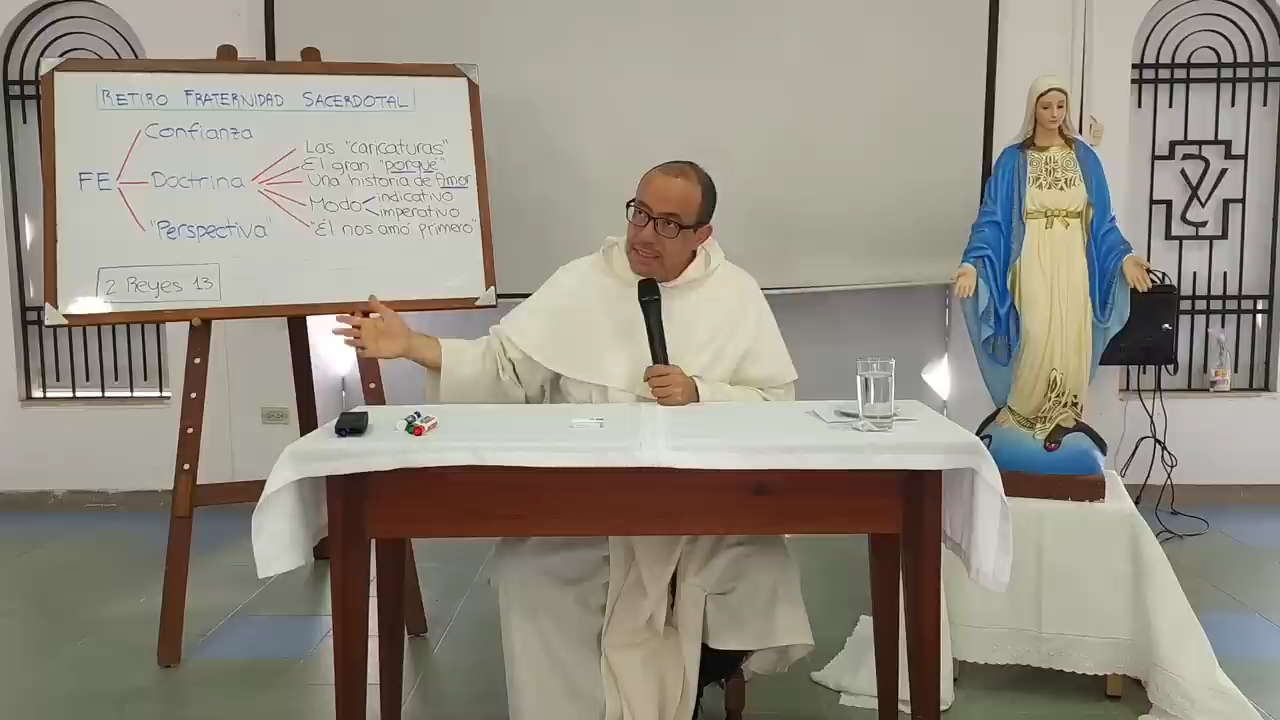 RETIRO FRATERNIDAD SACERDOTAL
Confianza
FE
Doctrina
"Perspectiva"
Las "caricaturas"
El gran "porqué"
Una historia de Amor
Modo
indicativo
imperativo
"Él nos amó primero"
2 Reyes 13